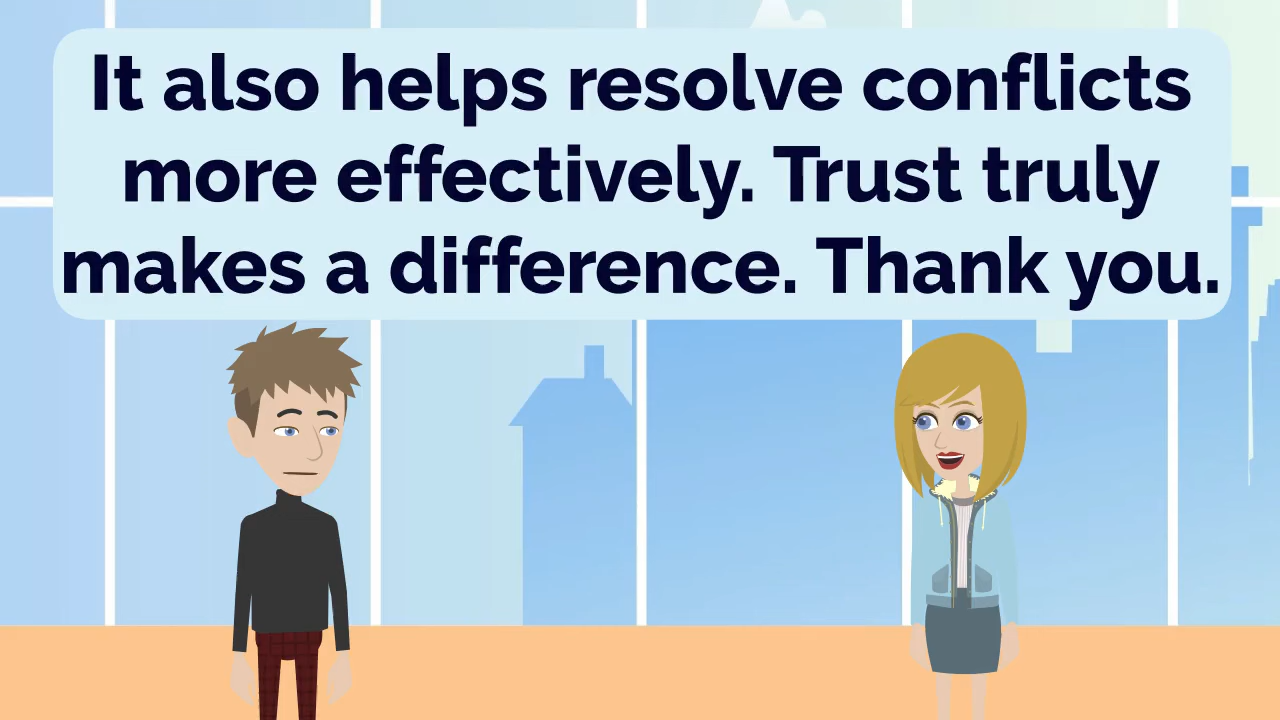 It also helps resolve conflicts
more effectively. Trust truly
makes a difference. Thank you.